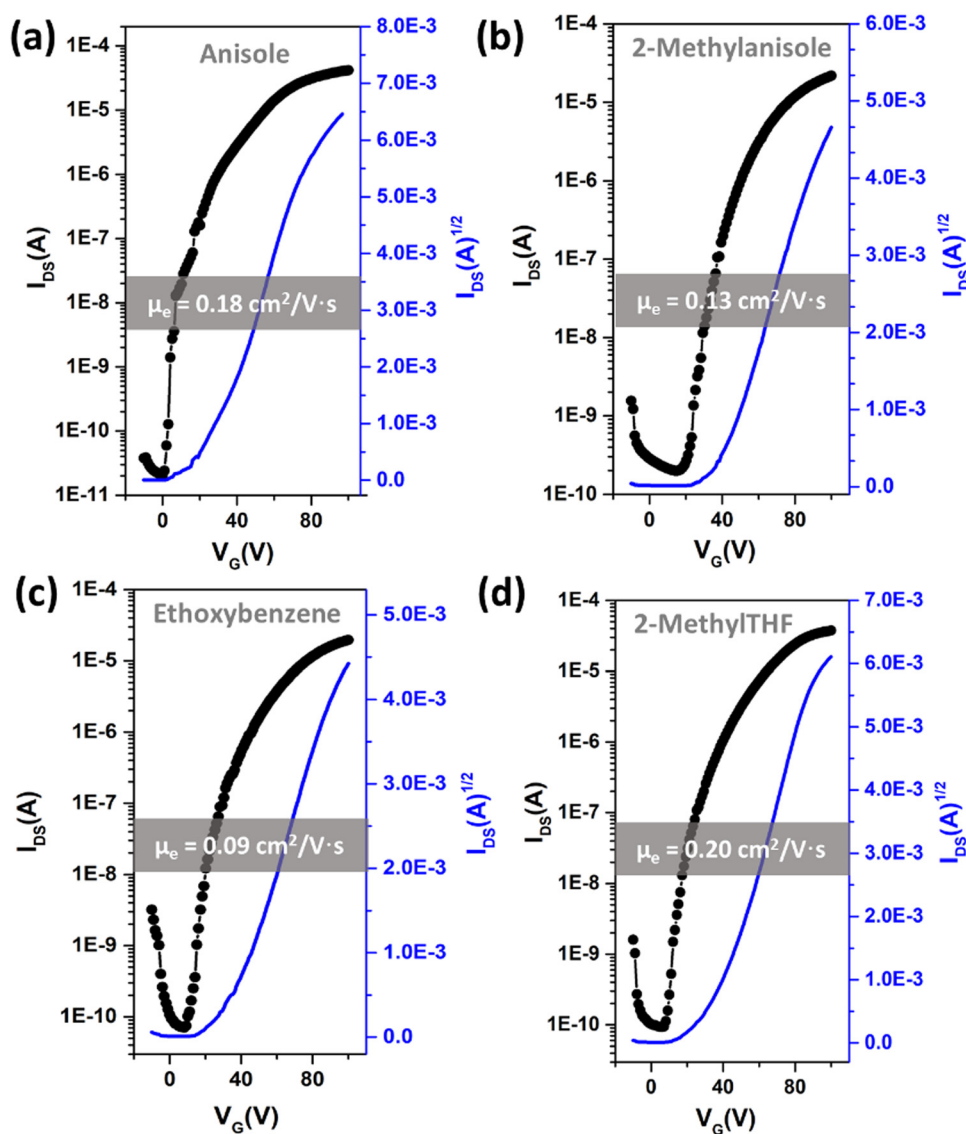 (a)
Anisole
1E-4
1E-5
1E-6
1E-7
1E-8
1E-9
1E-10
1E-11
I_DS(A)
μ_e = 0.18 cm²/V·s
8.0E-3
7.0E-3
6.0E-3
5.0E-3
4.0E-3
3.0E-3
2.0E-3
1.0E-3
0.0
I_DS(A)^1/2
0 40 80
V_G(V)
(b)
2-Methylanisole
1E-4
1E-5
1E-6
1E-7
1E-8
1E-9
1E-10
I_DS(A)
μ_e = 0.13 cm²/V·s
6.0E-3
5.0E-3
4.0E-3
3.0E-3
2.0E-3
1.0E-3
0.0
I_DS(A)^1/2
0 40 80
V_G(V)
(c)
Ethoxybenzene
1E-4
1E-5
1E-6
1E-7
1E-8
1E-9
1E-10
I_DS(A)
μ_e = 0.09 cm²/V·s
5.0E-3
4.0E-3
3.0E-3
2.0E-3
1.0E-3
0.0
I_DS(A)^1/2
0 40 80
V_G(V)
(d)
2-MethylTHF
1E-4
1E-5
1E-6
1E-7
1E-8
1E-9
1E-10
I_DS(A)
μ_e = 0.20 cm²/V·s
7.0E-3
6.0E-3
5.0E-3
4.0E-3
3.0E-3
2.0E-3
1.0E-3
0.0
I_DS(A)^1/2
0 40 80
V_G(V)